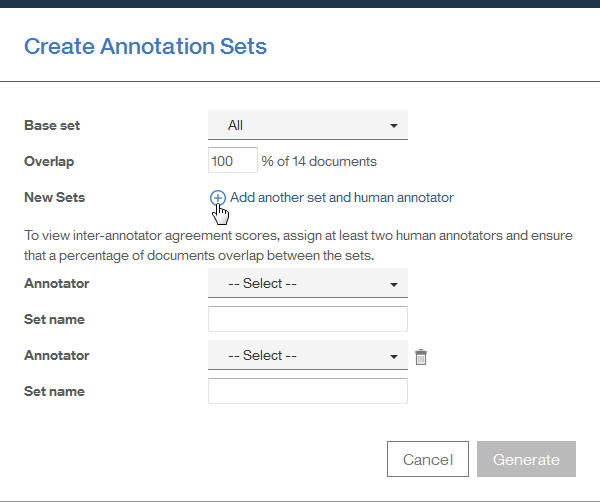 Create Annotation Sets
Base set All
Overlap 100 % of 14 documents
New Sets Add another set and human annotator
To view inter-annotator agreement scores, assign at least two human annotators and ensure
that a percentage of documents overlap between the sets.
Annotator -- Select --
Set name
Annotator -- Select --
Set name
Cancel Generate